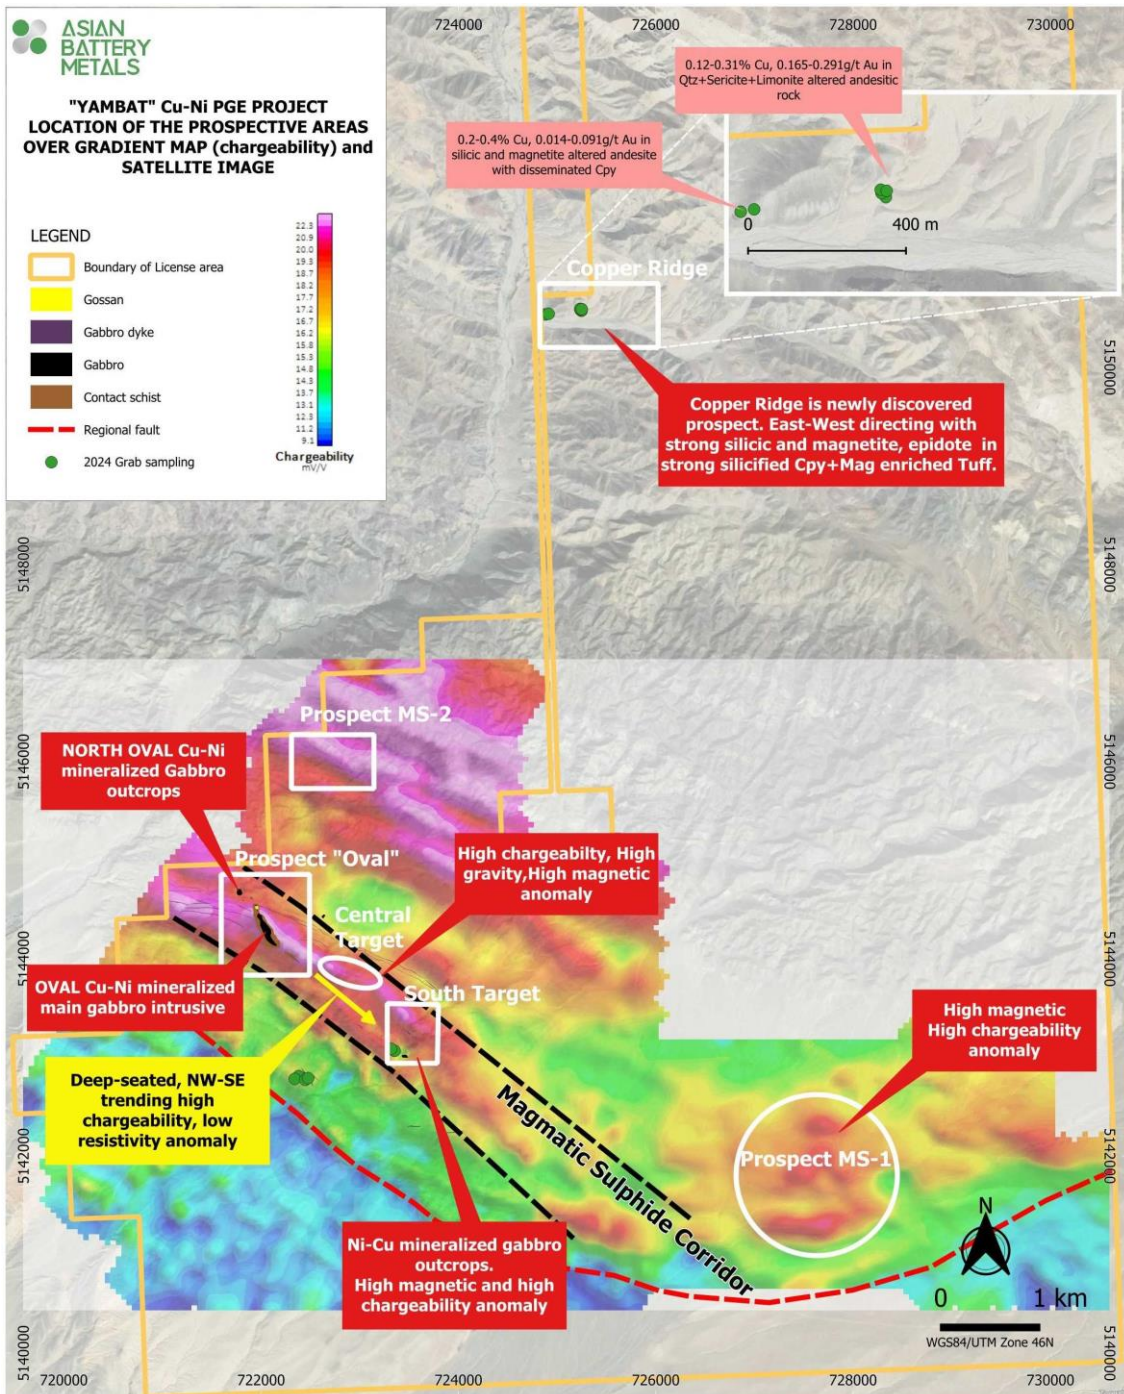 ASIAN
BATTERY
METALS
"YAMBAT" Cu-Ni PGE PROJECT
LOCATION OF THE PROSPECTIVE AREAS
OVER GRADIENT MAP (chargeability) and
SATELLITE IMAGE
LEGEND
Boundary of License area
Gossan
Gabbro dyke
Gabbro
Contact schist
Regional fault
2024 Grab sampling
22.3
20.9
20.0
19.3
18.7
18.2
17.7
17.2
16.7
16.2
15.8
15.3
14.8
14.3
13.7
13.1
12.3
11.2
9.1
Chargeability
mV/V
724000
726000
728000
730000
0.12-0.31% Cu, 0.165-0.291g/t Au in
Qtz+Sericite+Limonite altered andesitic
rock
0.2-0.4% Cu, 0.014-0.091g/t Au in
silicic and magnetite altered andesite
with disseminated Cpy
0
400 m
Copper Ridge
Copper Ridge is newly discovered
prospect. East-West directing with
strong silicic and magnetite, epidote in
strong silicified Cpy+Mag enriched Tuff.
5150000
5148000
5148000
Prospect MS-2
NORTH OVAL Cu-Ni
mineralized Gabbro
outcrops
5146000
5146000
Prospect "Oval"
High chargeabilty, High
gravity,High magnetic
anomaly
Central
Target
5144000
5144000
OVAL Cu-Ni mineralized
main gabbro intrusive
South Target
High magnetic
High chargeability
anomaly
Deep-seated, NW-SE
trending high
chargeability, low
resistivity anomaly
Magmatic Sulphide Corridor
Prospect MS-1
5142000
5142000
Ni-Cu mineralized gabbro
outcrops.
High magnetic and high
chargeability anomaly
N
0
1 km
WGS84/UTM Zone 46N
5140000
5140000
720000
722000
724000
726000
728000
730000